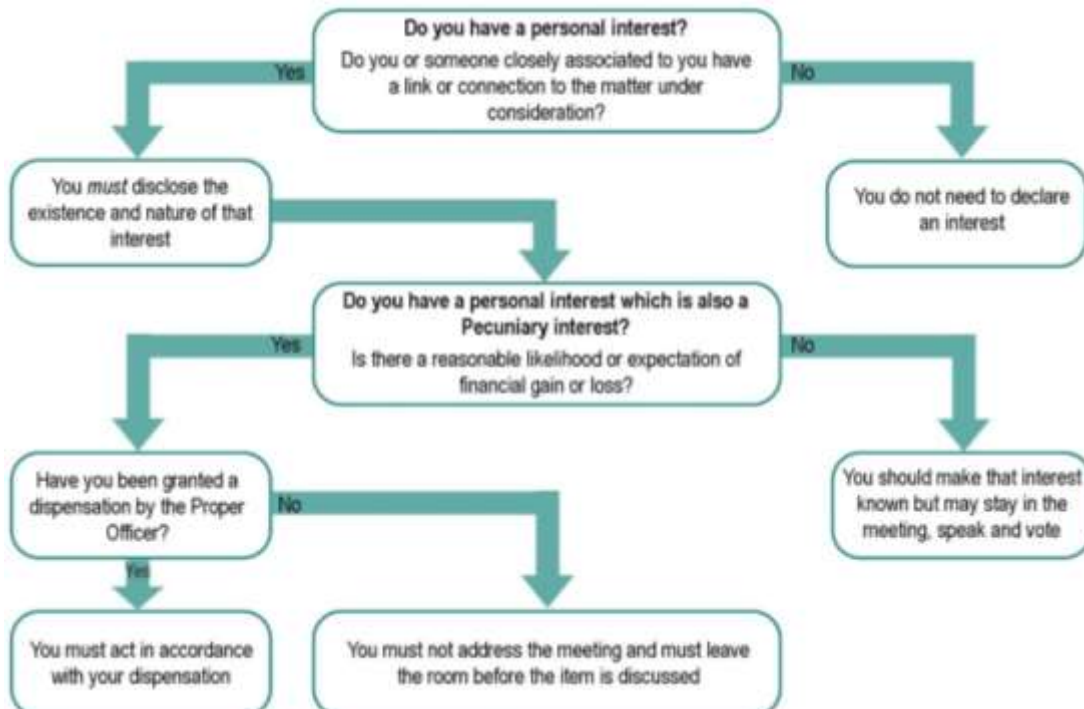 Do you have a personal interest?
Do you or someone closely associated to you have
a link or connection to the matter under
consideration?
Yes
No
You must disclose the
existence and nature of that
interest
You do not need to declare
an interest
Do you have a personal interest which is also a
Pecuniary interest?
Is there a reasonable likelihood or expectation of
financial gain or loss?
Yes
No
Have you been granted a
dispensation by the Proper
Officer?
No
You should make that interest
known but may stay in the
meeting, speak and vote
Yes
You must act in accordance
with your dispensation
You must not address the meeting and must leave
the room before the item is discussed